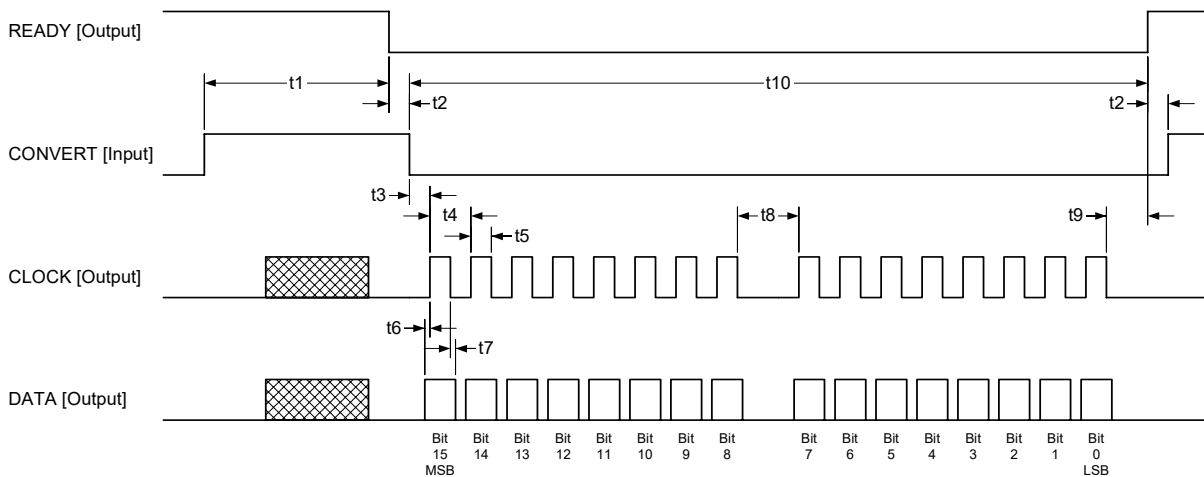 READY [Output]
t1
t10
t2
t2
CONVERT [Input]
t3
t4
t8
t9
t5
CLOCK [Output]
t6
t7
DATA [Output]
Bit Bit Bit Bit Bit Bit Bit Bit Bit Bit Bit Bit Bit Bit Bit Bit
15 14 13 12 11 10 9 8 7 6 5 4 3 2 1 0
MSB LSB